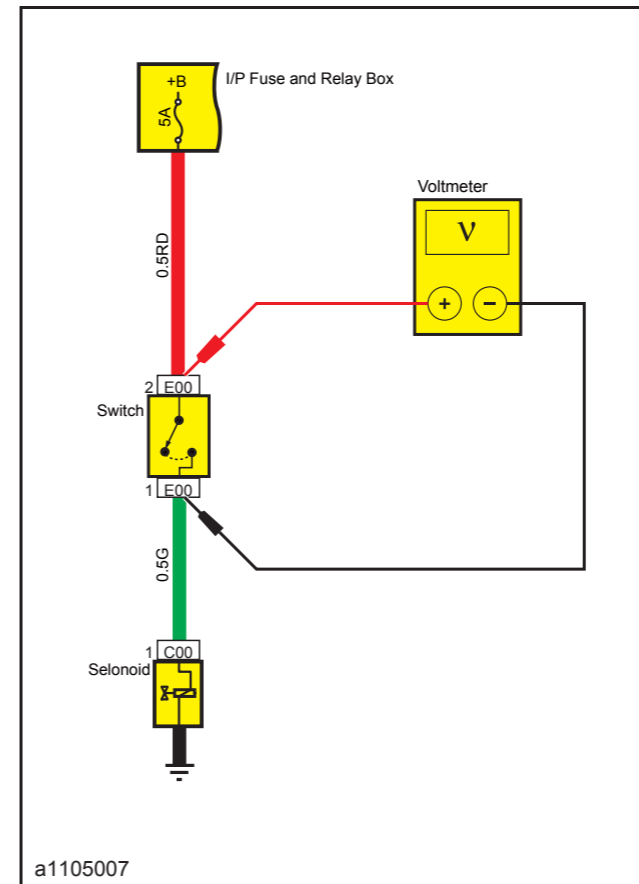 I/P Fuse and Relay Box
+B
5A
0.5RD
Voltmeter
V
+ −
2 E00
Switch
1 E00
0.5G
1 C00
Selonoid
a1105007